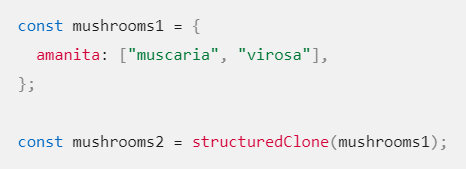 const mushrooms1 = {
  amanita: ["muscaria", "virosa"],
};

const mushrooms2 = structuredClone(mushrooms1);